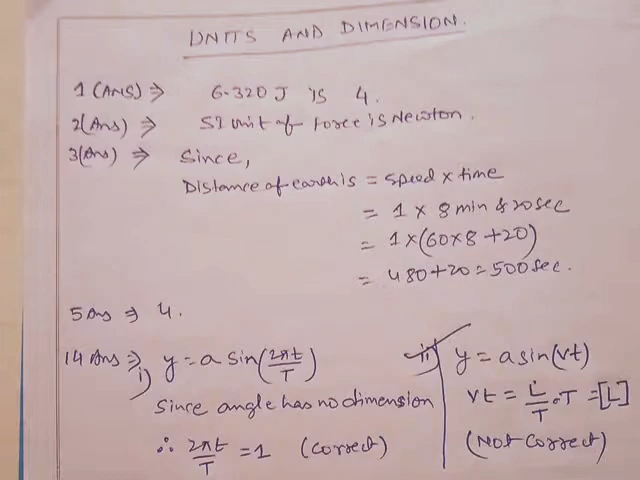 UNITS AND DIMENSION.
1 (ANS) ⇒ 6.320 J is 4.
2(Ans) ⇒ SI unit of Force is Newton.
3(Ans) ⇒ Since,
Distance of earth is = speed × time
= 1 × 8 min & 20 sec
= 1×(60×8+20)
= 480+20=500 sec.
5 Ans ⇒ 4.
14 Ans ⇒ i) y = a sin(2πt/T)
Since angle has no dimension
∴ 2πt/T = 1 (correct)
ii) y = a sin(vt)
vt = L/T . T = [L]
(Not correct)